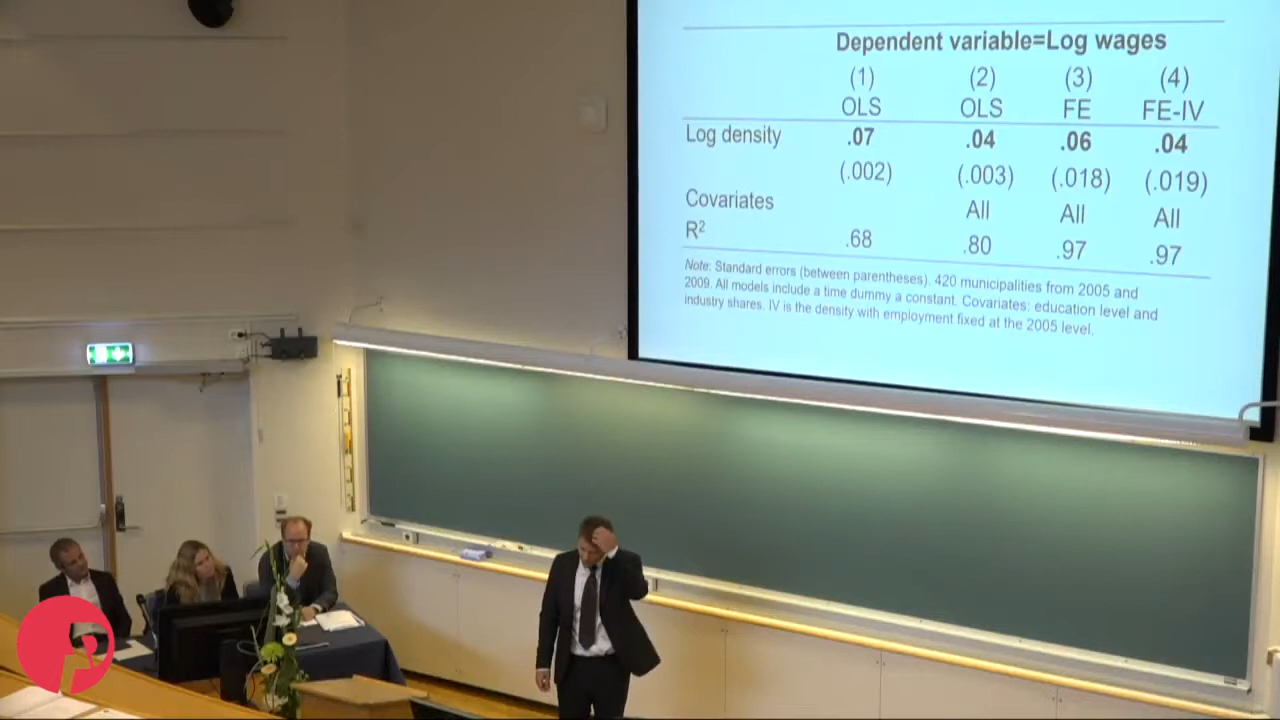 Dependent variable=Log wages
(1) (2) (3) (4)
OLS OLS FE FE-IV
Log density .07 .04 .06 .04
(.002) (.003) (.018) (.019)
Covariates All All All
R² .68 .80 .97 .97
Note: Standard errors (between parentheses). 420 municipalities from 2005 and
2009. All models include a time dummy a constant. Covariates: education level and
industry shares. IV is the density with employment fixed at the 2005 level.